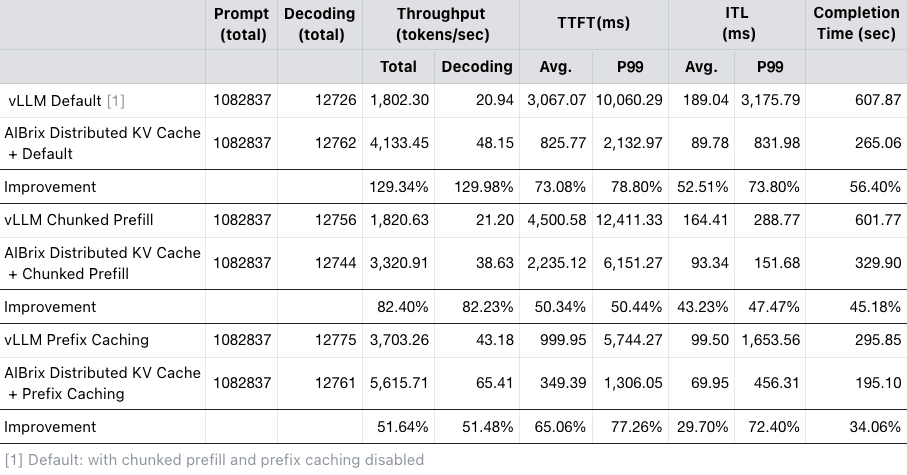 Prompt (total) Decoding (total) Throughput (tokens/sec) TTFT(ms) ITL (ms) Completion Time (sec)
Total Decoding Avg. P99 Avg. P99
vLLM Default [1] 1082837 12726 1,802.30 20.94 3,067.07 10,060.29 189.04 3,175.79 607.87
AIBrix Distributed KV Cache + Default 1082837 12762 4,133.45 48.15 825.77 2,132.97 89.78 831.98 265.06
Improvement 129.34% 129.98% 73.08% 78.80% 52.51% 73.80% 56.40%
vLLM Chunked Prefill 1082837 12756 1,820.63 21.20 4,500.58 12,411.33 164.41 288.77 601.77
AIBrix Distributed KV Cache + Chunked Prefill 1082837 12744 3,320.91 38.63 2,235.12 6,151.27 93.34 151.68 329.90
Improvement 82.40% 82.23% 50.34% 50.44% 43.23% 47.47% 45.18%
vLLM Prefix Caching 1082837 12775 3,703.26 43.18 999.95 5,744.27 99.50 1,653.56 295.85
AIBrix Distributed KV Cache + Prefix Caching 1082837 12761 5,615.71 65.41 349.39 1,306.05 69.95 456.31 195.10
Improvement 51.64% 51.48% 65.06% 77.26% 29.70% 72.40% 34.06%
[1] Default: with chunked prefill and prefix caching disabled